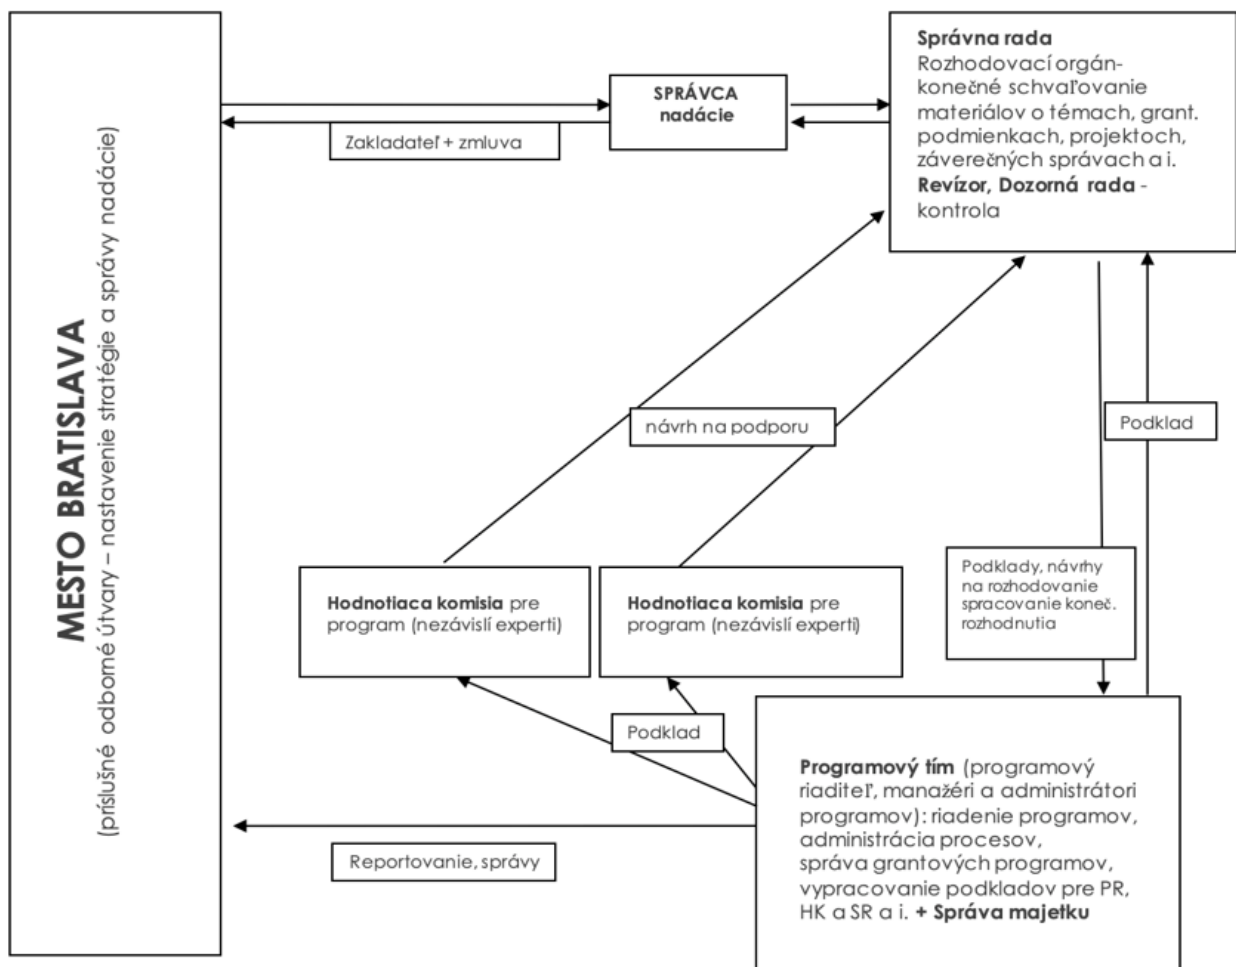 MESTO BRATISLAVA
(príslušné odborné útvary – nastavenie stratégie a správy nadácie)
SPRÁVCA
nadácie
Zakladateľ + zmluva
Správna rada
Rozhodovací orgán-
konečné schvaľovanie
materiálov o témach, grant.
podmienkach, projektoch,
záverečných správach a i.
Revízor, Dozorná rada -
kontrola
návrh na podporu
Podklad
Hodnotiaca komisia pre
program (nezávislí experti)
Hodnotiaca komisia pre
program (nezávislí experti)
Podklady, návrhy
na rozhodovanie
spracovanie koneč.
rozhodnutia
Podklad
Programový tím (programový
riaditeľ, manažéri a administrátori
programov): riadenie programov,
administrácia procesov,
správa grantových programov,
vypracovanie podkladov pre PR,
HK a SR a i. + Správa majetku
Reportovanie, správy